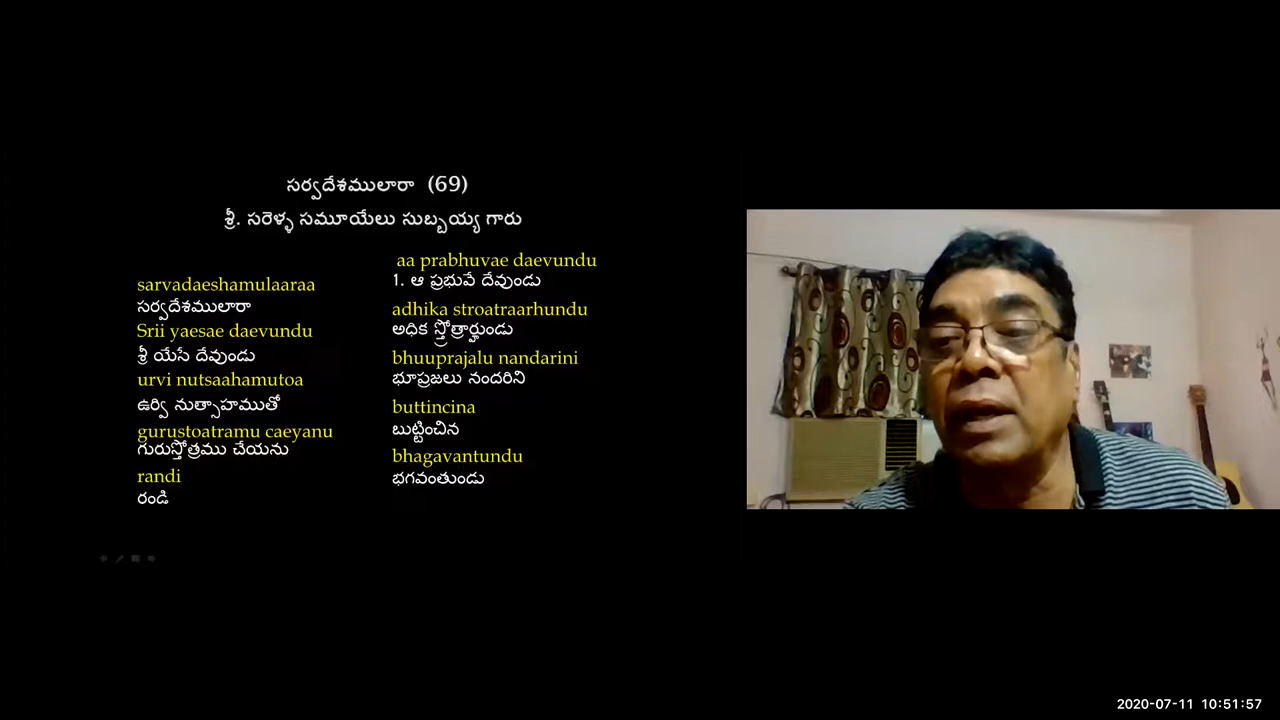 సర్వదేశములారా (69)
శ్రీ. సరెళ్ళ సమూయేలు సుబ్బయ్య గారు
sarvadaeshamulaaraa
సర్వదేశములారా
Srii yaesae daevundu
శ్రీ యేసే దేవుండు
urvi nutsaahamutoa
ఉర్వి నుత్సాహముతో
gurustoatramu caeyanu
గురుస్తోత్రము చేయను
randi
రండి
aa prabhuvae daevundu
1. ఆ ప్రభువే దేవుండు
adhika stroatraarhundu
అధిక స్త్రోత్రార్హుండు
bhuuprajalu nandarini
భూప్రజలు నందరిని
buttincina
బుట్టించిన
bhagavantundu
భగవంతుండు
2020-07-11 10:51:57